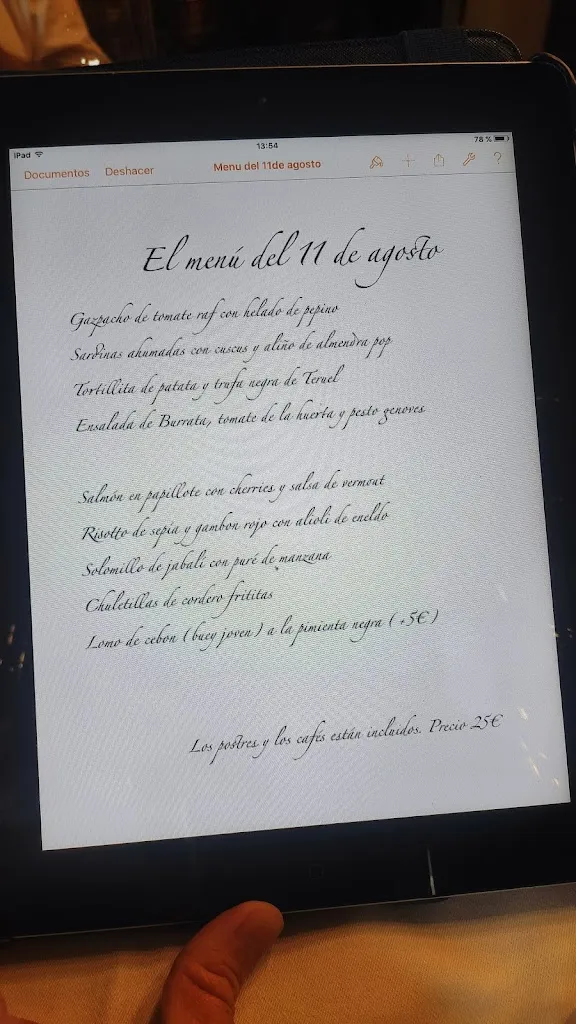 iPad
13:54
78 %
Documentos Deshacer Menu del 11de agosto ?
El menú del 11 de agosto
Gazpacho de tomate raf con helado de pepino
Sardinas ahumadas con cuscus y aliño de almendra pop
Tortillita de patata y trufa negra de Teruel
Ensalada de Burrata, tomate de la huerta y pesto genoves
Salmón en papillote con cherries y salsa de vermout
Risotto de sepia y gambon rojo con alioli de eneldo
Solomillo de jabali con puré de manzana
Chuletillas de cordero frititas
Lomo de cebon (buey joven) a la pimienta negra (+5€)
Los postres y los cafés están incluidos. Precio 25€